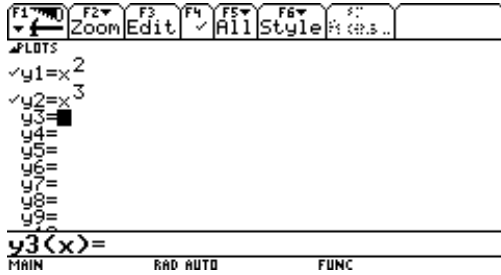 F1 F2 F3 F4 F5 F6
Zoom Edit ✓ All Style
PLOTS
✓y1=x²
✓y2=x³
y3=
y4=
y5=
y6=
y7=
y8=
y9=
y3(x)=
MAIN RAD AUTO FUNC